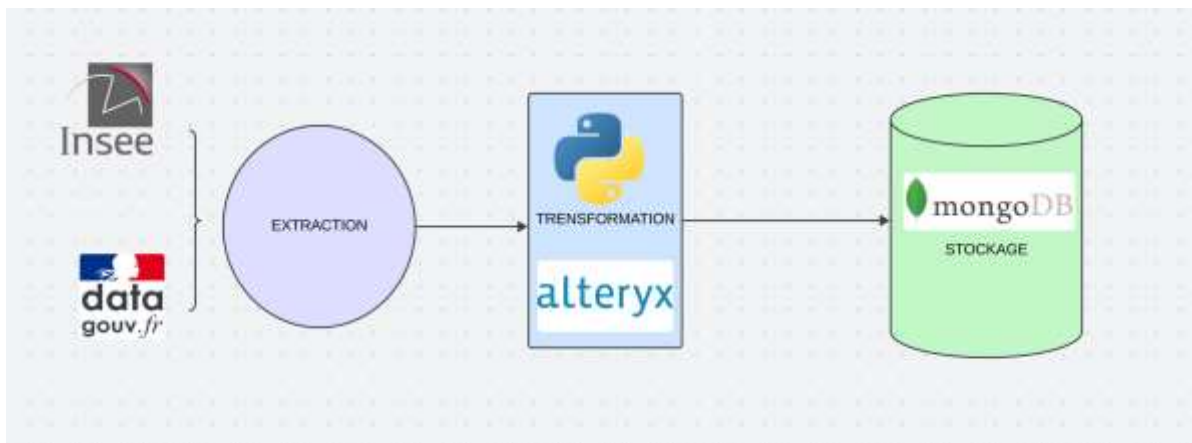 Insee
data
gouv.fr
EXTRACTION
TRENSFORMATION
alteryx
mongoDB
STOCKAGE